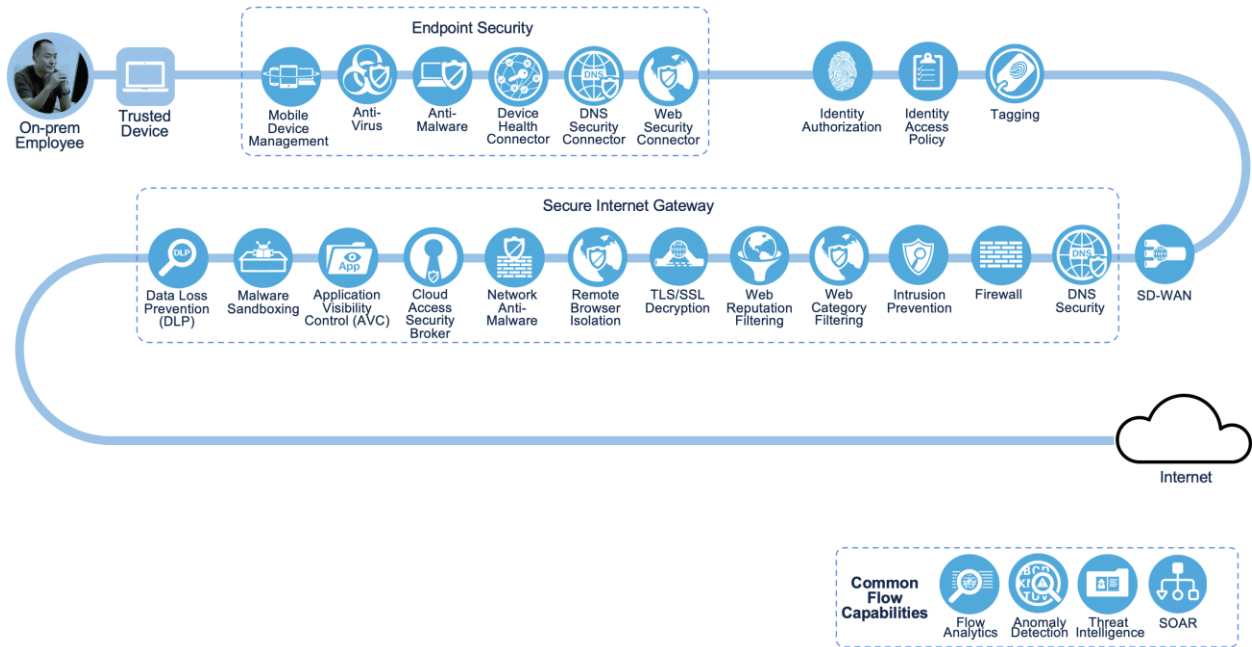 Endpoint Security
On-prem
Employee
Trusted
Device
Mobile
Device
Management
Anti-
Virus
Anti-
Malware
Device
Health
Connector
DNS
DNS
Security
Connector
Web
Security
Connector
Identity
Authorization
Identity
Access
Policy
Tagging
Secure Internet Gateway
DLP
Data Loss
Prevention
(DLP)
Malware
Sandboxing
App
Application
Visibility
Control (AVC)
Cloud
Access
Security
Broker
Network
Anti-
Malware
Remote
Browser
Isolation
TLS/SSL
Decryption
Web
Reputation
Filtering
Web
Category
Filtering
Intrusion
Prevention
Firewall
DNS
DNS
Security
SD-WAN
Internet
Common
Flow
Capabilities
Flow
Analytics
Anomaly
Detection
Threat
Intelligence
SOAR